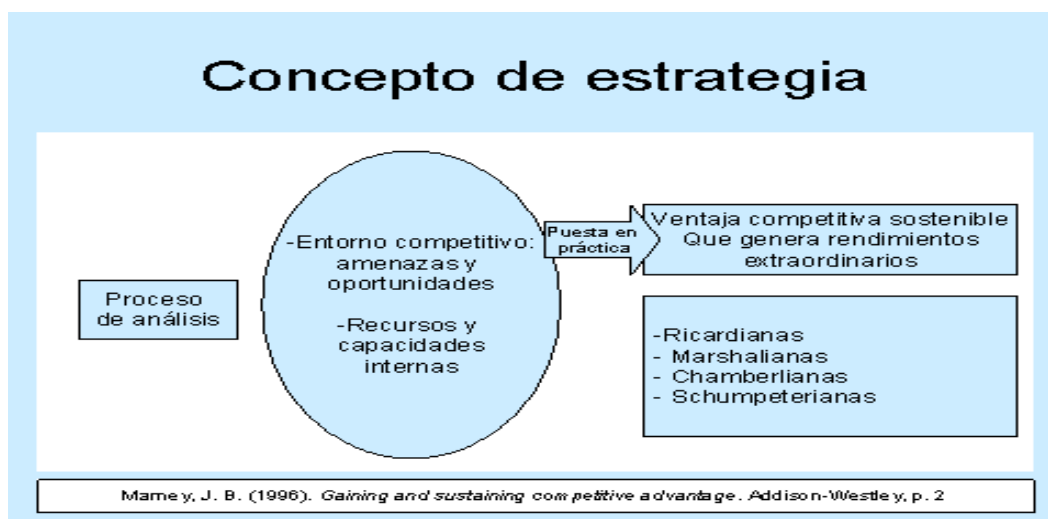 Concepto de estrategia
Proceso
de análisis
-Entorno competitivo:
amenazas y
oportunidades
-Recursos y
capacidades
internas
Puesta en
práctica
Ventaja competitiva sostenible
Que genera rendimientos
extraordinarios
-Ricardianas
- Marshalianas
- Chamberlianas
- Schumpeterianas
Marney, J. B. (1996). Gaining and sustaining competitive advantage. Addison-Westley, p. 2